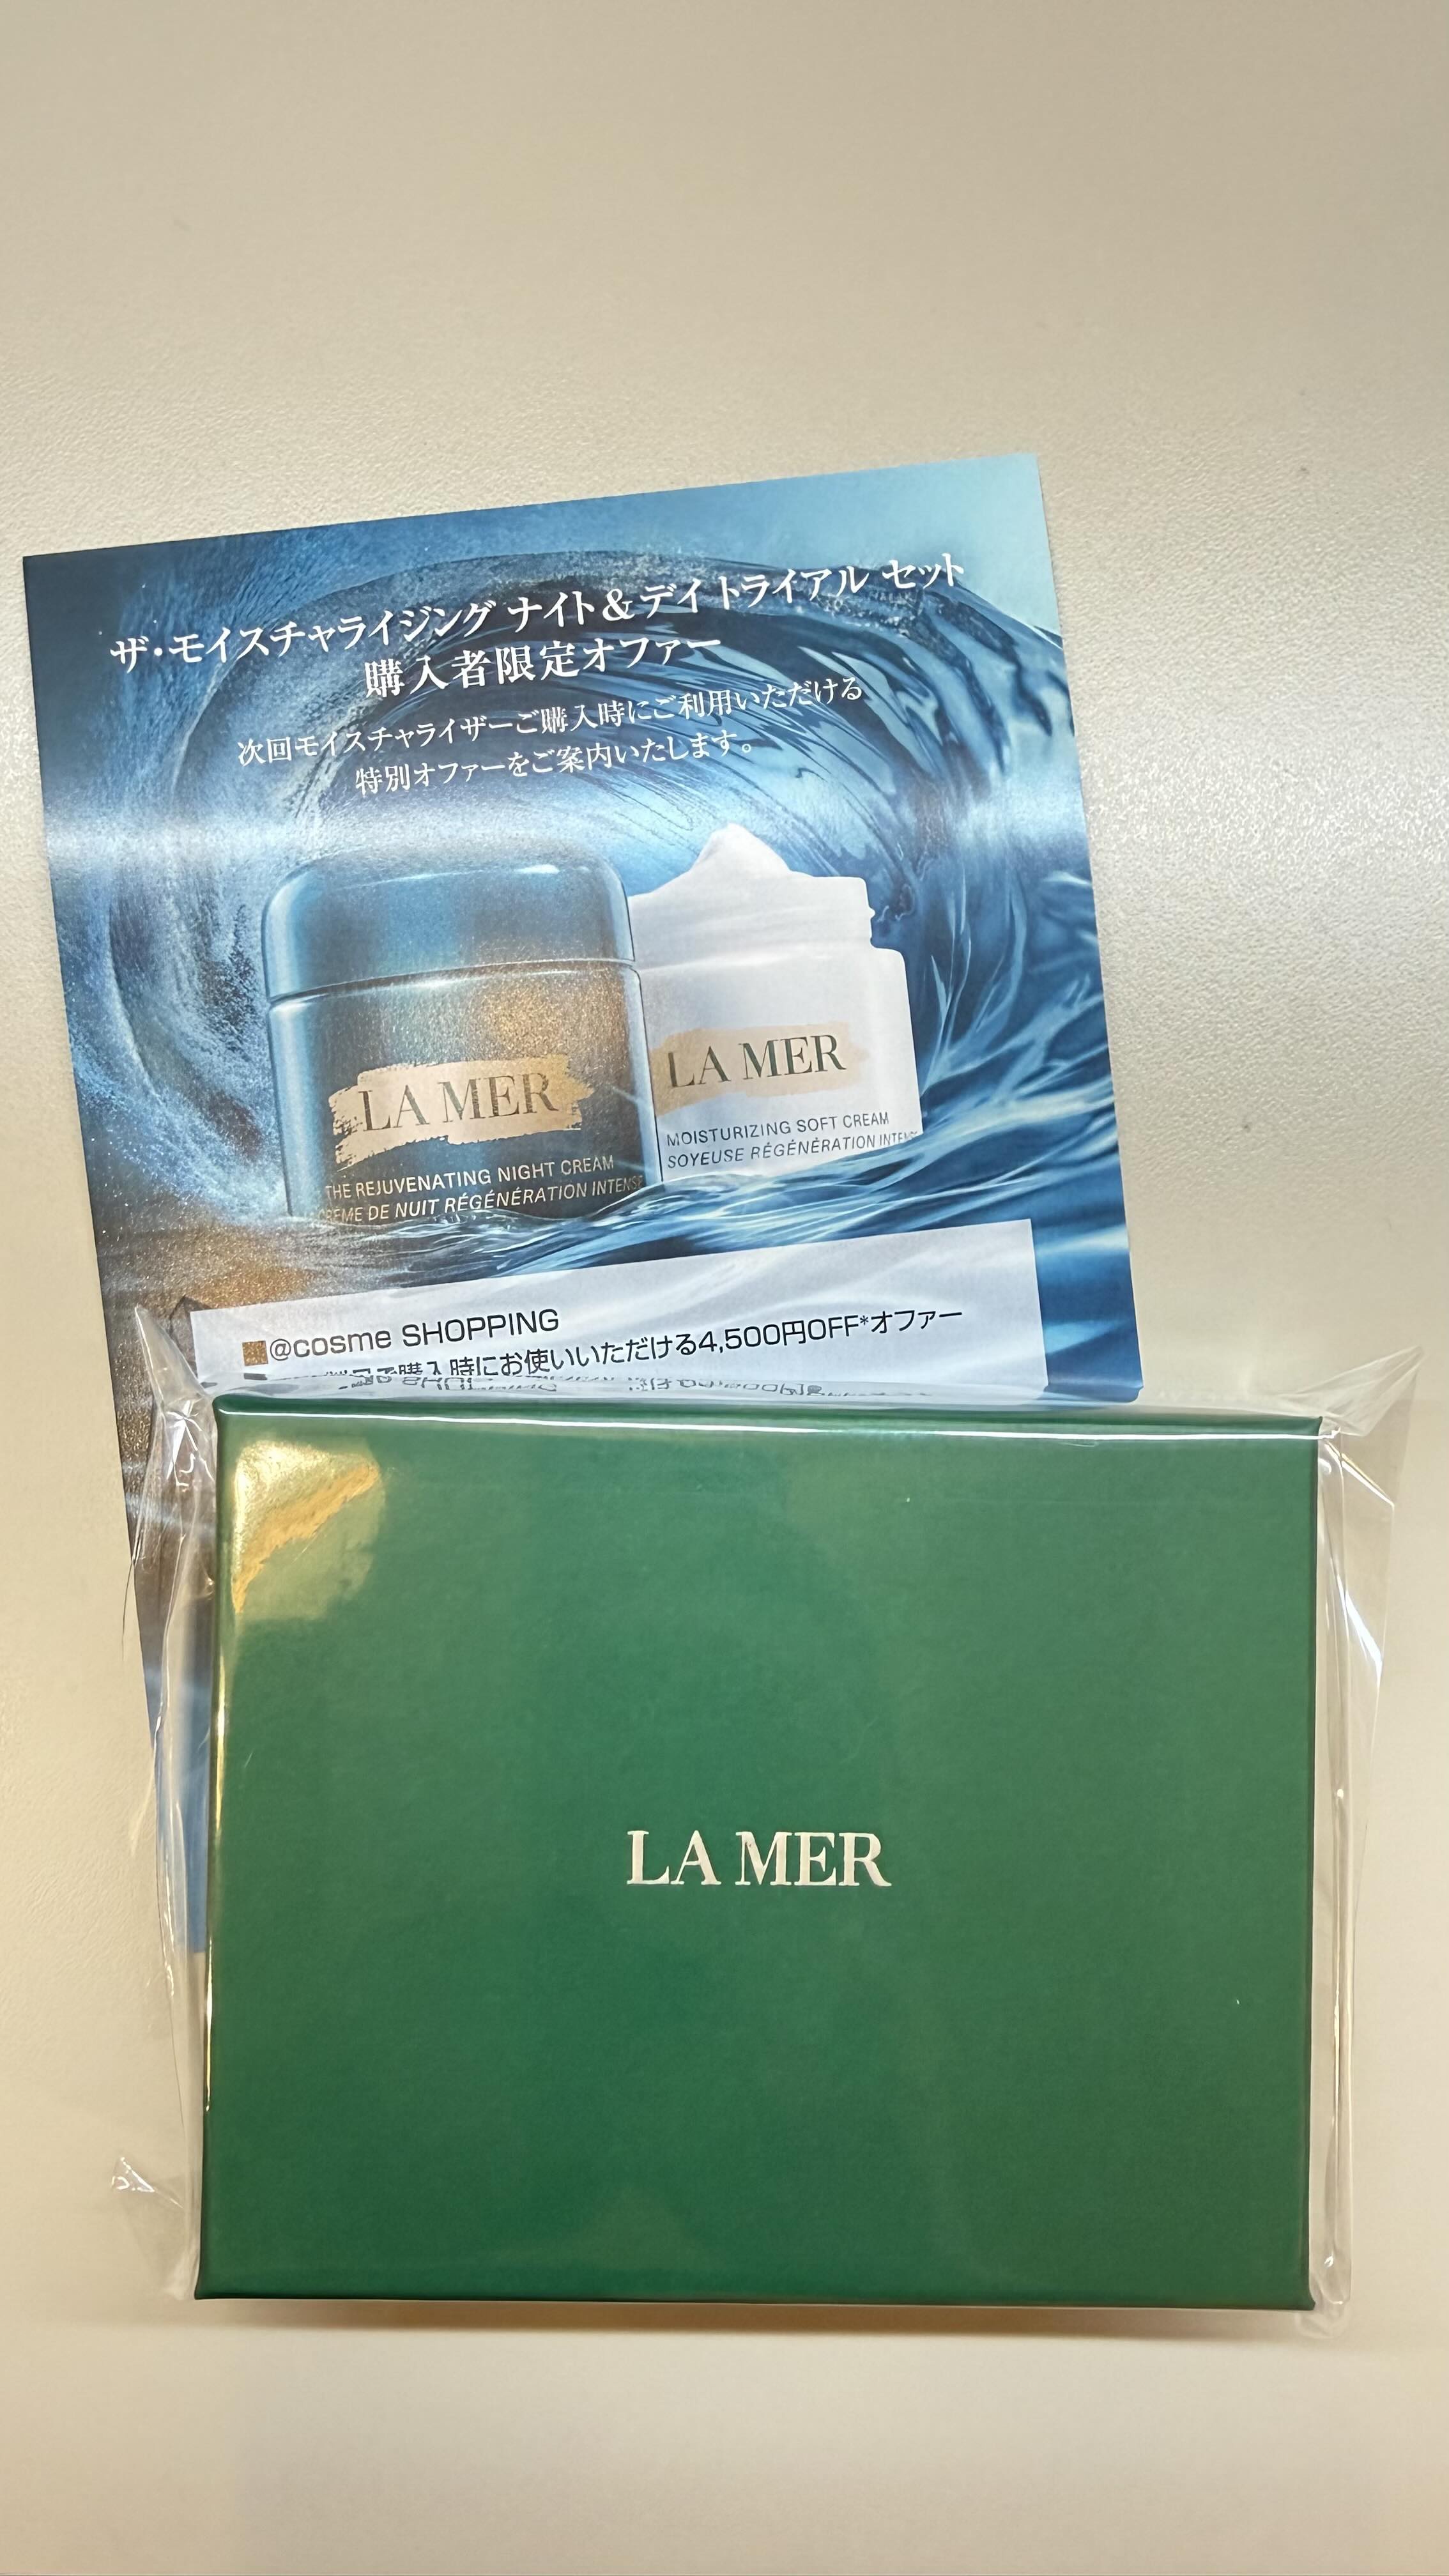 ザ・モイスチャライジング ナイト&デイ トライアル セット
購入者限定オファー
次回モイスチャライザーご購入時にご利用いただける
特別オファーをご案内いたします。
LA MER
THE REJUVENATING NIGHT CREAM
CRÈME DE NUIT RÉGÉNÉRATION INTENSE
LA MER
MOISTURIZING SOFT CREAM
SOYEUSE RÉGÉNÉRATION INTENSE
■@cosme SHOPPING
ご購入時にお使いいただける4,500円OFF*オファー
LA MER